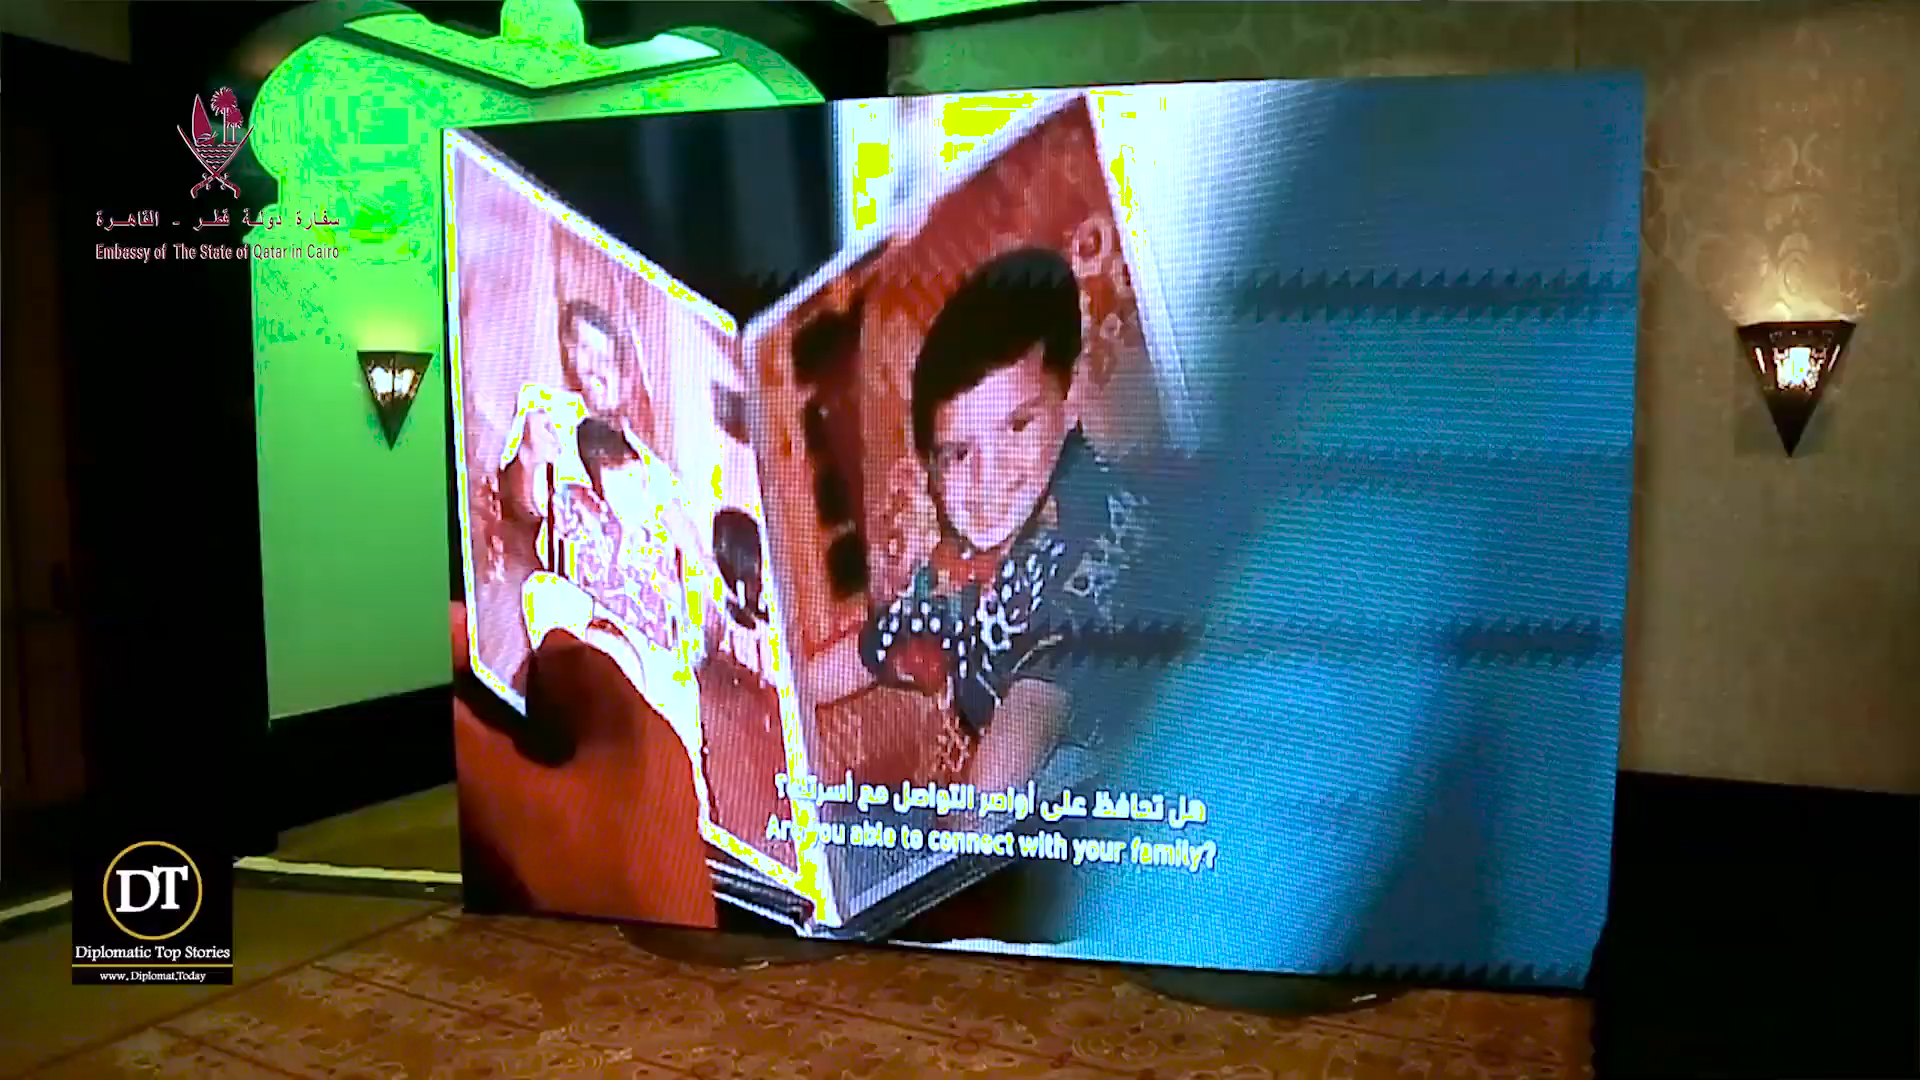 سفارة دولة قطر - القاهرة
Embassy of The State of Qatar in Cairo
هل تحافظ على أواصر التواصل مع أسرتك؟
Are you able to connect with your family?
DT
Diplomatic Top Stories
www.Diplomat.Today